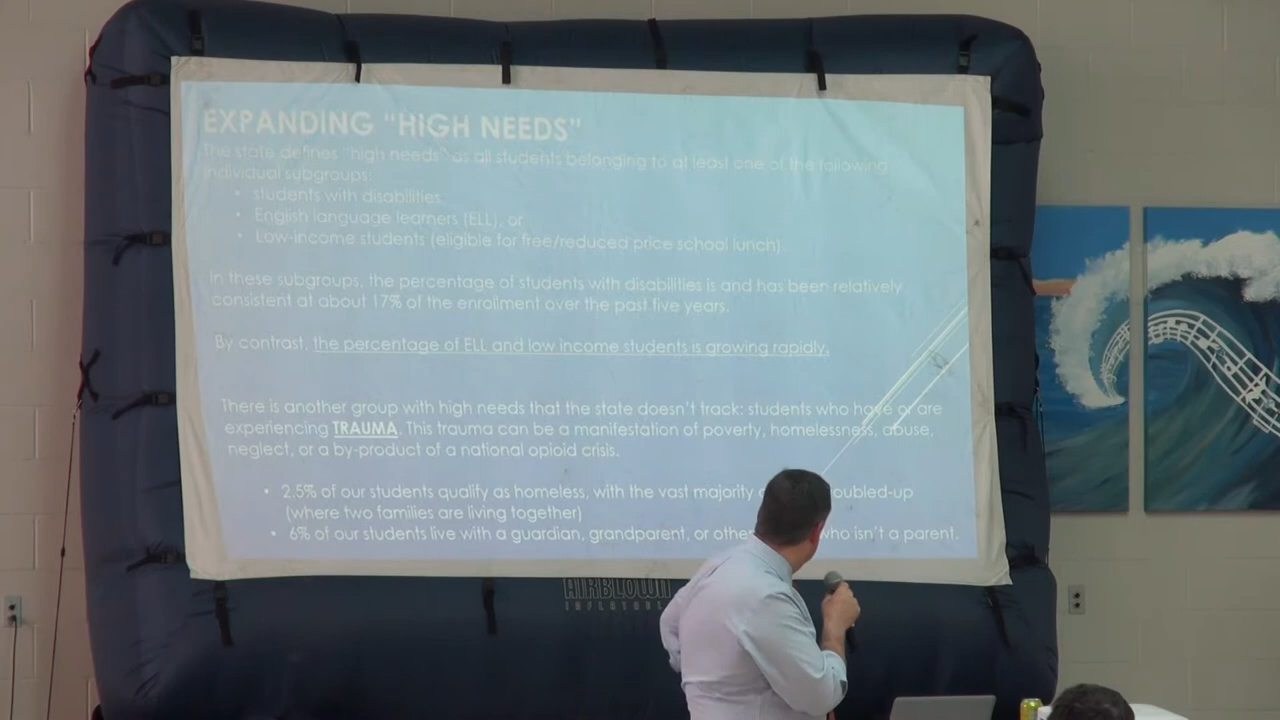 EXPANDING "HIGH NEEDS"
The state defines "high needs" as all students belonging to at least one of the following
individual subgroups:
• students with disabilities,
• English language learners (ELL), or
• Low-income students (eligible for free/reduced price school lunch).
In these subgroups, the percentage of students with disabilities is and has been relatively
consistent at about 17% of the enrollment over the past five years.
By contrast, the percentage of ELL and low income students is growing rapidly.
There is another group with high needs that the state doesn't track: students who have or are
experiencing TRAUMA. This trauma can be a manifestation of poverty, homelessness, abuse,
neglect, or a by-product of a national opioid crisis.
• 2.5% of our students quality as homeless, with the vast majority oubled-up
(where two families are living together)
• 6% of our students live with a guardian, grandparent, or othe who isn't a parent.
AIRBLOWN
INFLATABLE